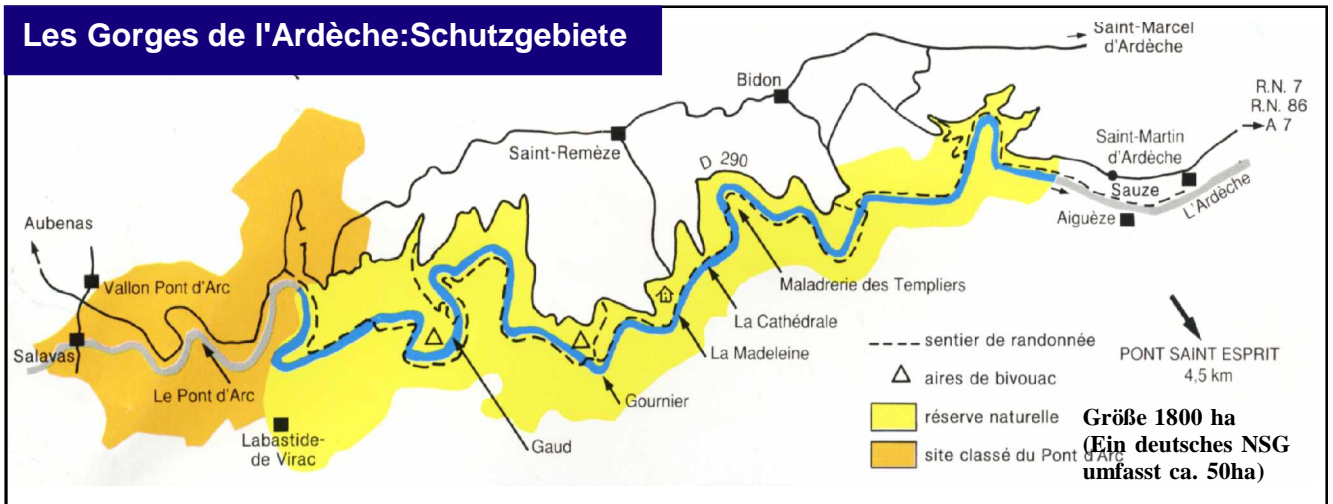 Les Gorges de l'Ardèche:Schutzgebiete
Saint-Marcel
d'Ardèche
Bidon
R.N. 7
R.N. 86
A 7
Saint-Martin
d'Ardèche
Saint-Remèze
D 290
Sauze
L'Ardèche
Aiguèze
Aubenas
Vallon Pont d'Arc
Maladrerie des Templiers
La Cathédrale
Salavas
La Madeleine
Le Pont d'Arc
Gournier
Labastide-
de Virac
Gaud
sentier de randonnée
aires de bivouac
réserve naturelle
site classé du Pont d'Arc
PONT SAINT ESPRIT
4,5 km
Größe 1800 ha
(Ein deutsches NSG
umfasst ca. 50ha)